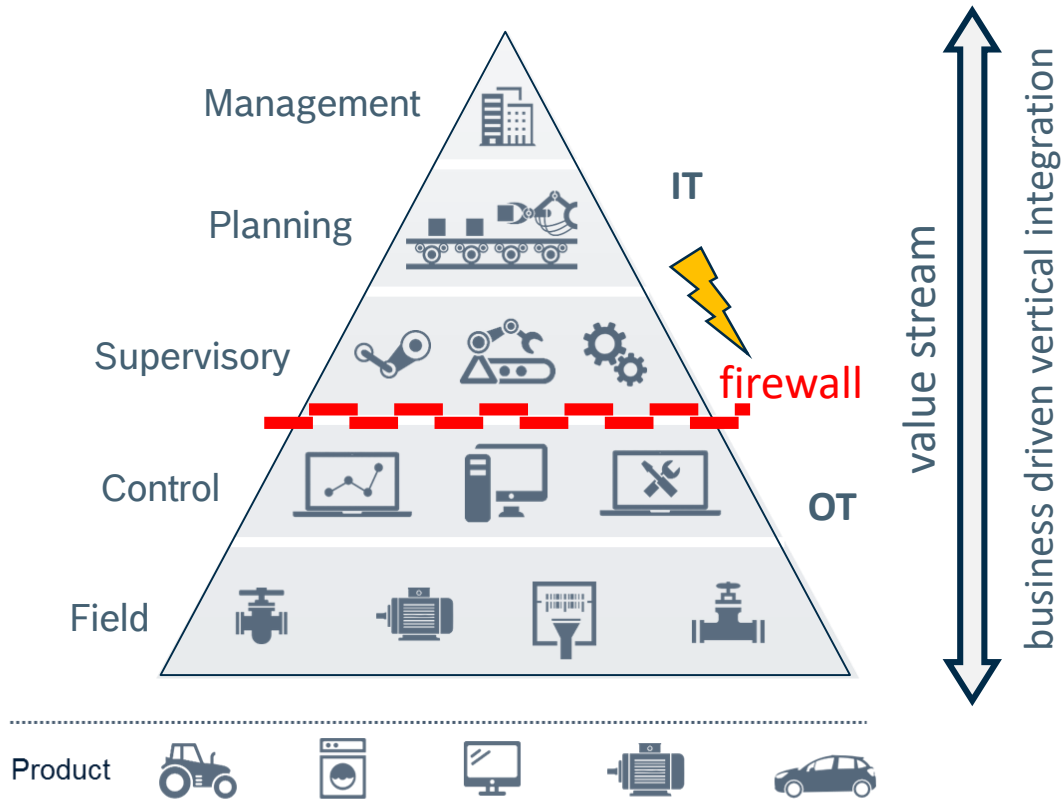 Management
IT
Planning
Supervisory
firewall
Control
OT
Field
value stream
business driven vertical integration
Product